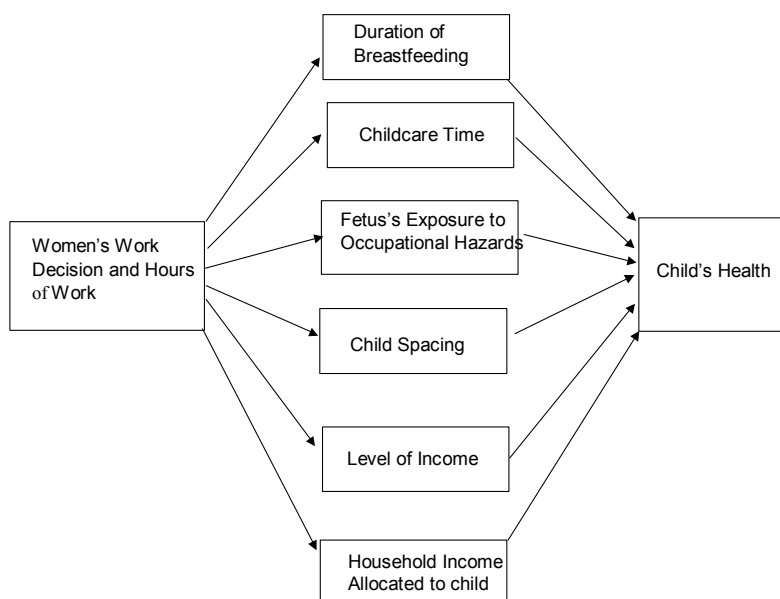 Duration of
Breastfeeding
Childcare Time
Fetus’s Exposure to
Occupational Hazards
Women’s Work
Decision and Hours
of Work
Child’s Health
Child Spacing
Level of Income
Household Income
Allocated to child